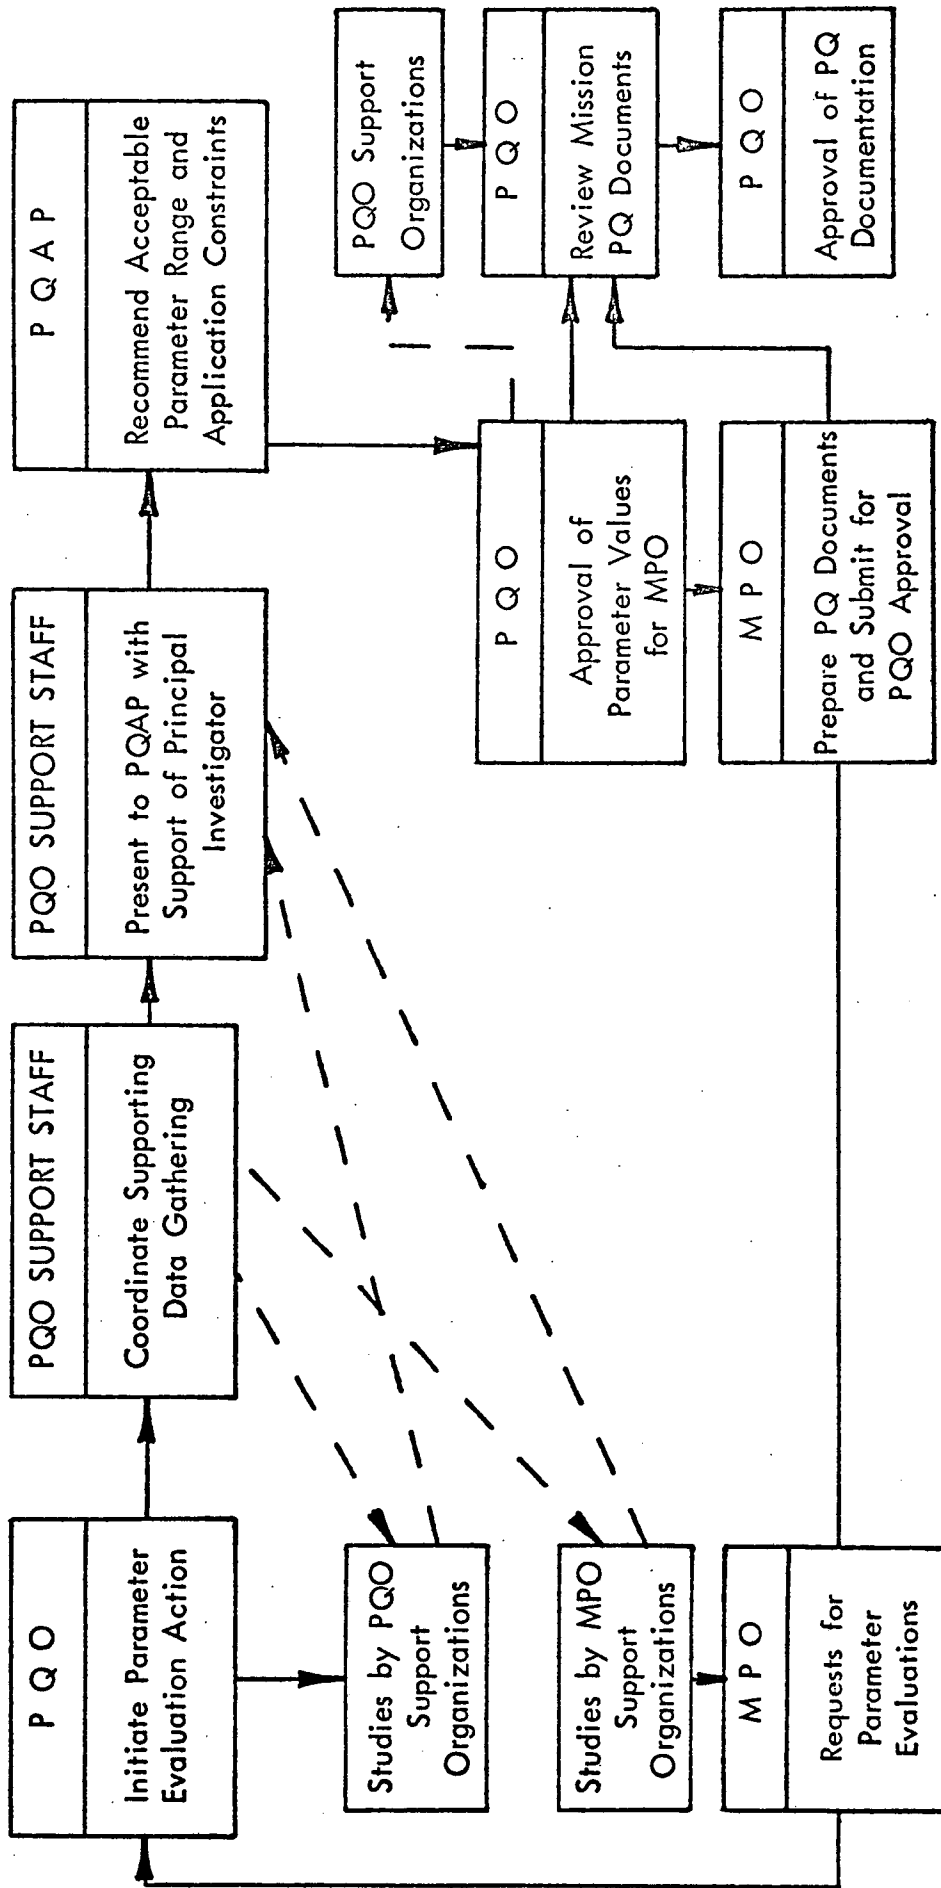 P Q O
Initiate Parameter
Evaluation Action
PQO SUPPORT STAFF
Coordinate Supporting
Data Gathering
PQO SUPPORT STAFF
Present to PQAP with
Support of Principal
Investigator
P Q A P
Recommend Acceptable
Parameter Range and
Application Constraints
Studies by PQO
Support
Organizations
Studies by MPO
Support
Organizations
M P O
Requests for
Parameter
Evaluations
P Q O
Approval of
Parameter Values
for MPO
M P O
Prepare PQ Documents
and Submit for
PQO Approval
PQO Support
Organizations
P Q O
Review Mission
PQ Documents
P Q O
Approval of PQ
Documentation